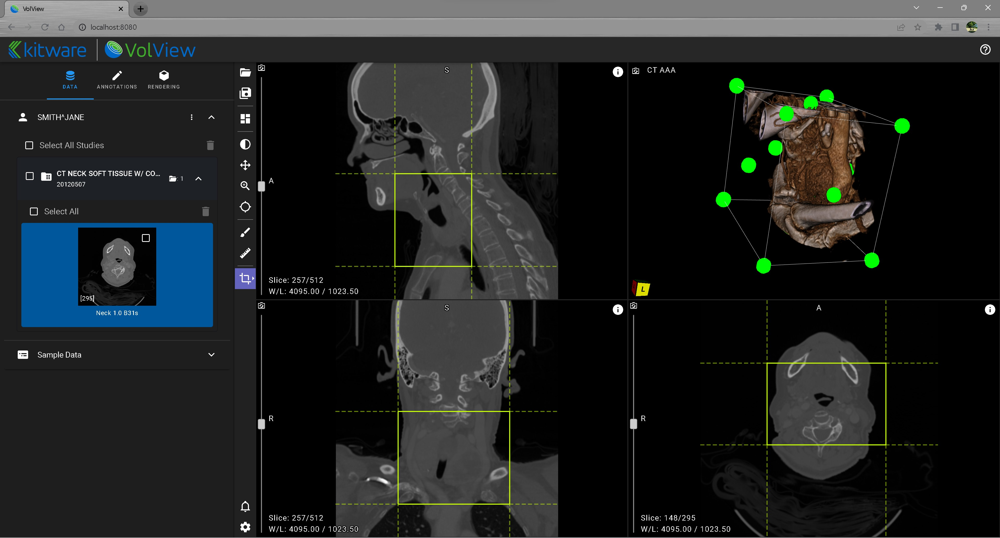 VolView
localhost:8080
kitware VolView
DATA ANNOTATIONS RENDERING
SMITH^JANE
Select All Studies
CT NECK SOFT TISSUE W/ CO... : 1
20120507
Select All
[295]
Neck 1.0 B31s
Sample Data
S
A
Slice: 257/512
W/L: 4095.00 / 1023.50
CT AAA
L
S
R
Slice: 257/512
W/L: 4095.00 / 1023.50
A
R
Slice: 148/295
W/L: 4095.00 / 1023.50